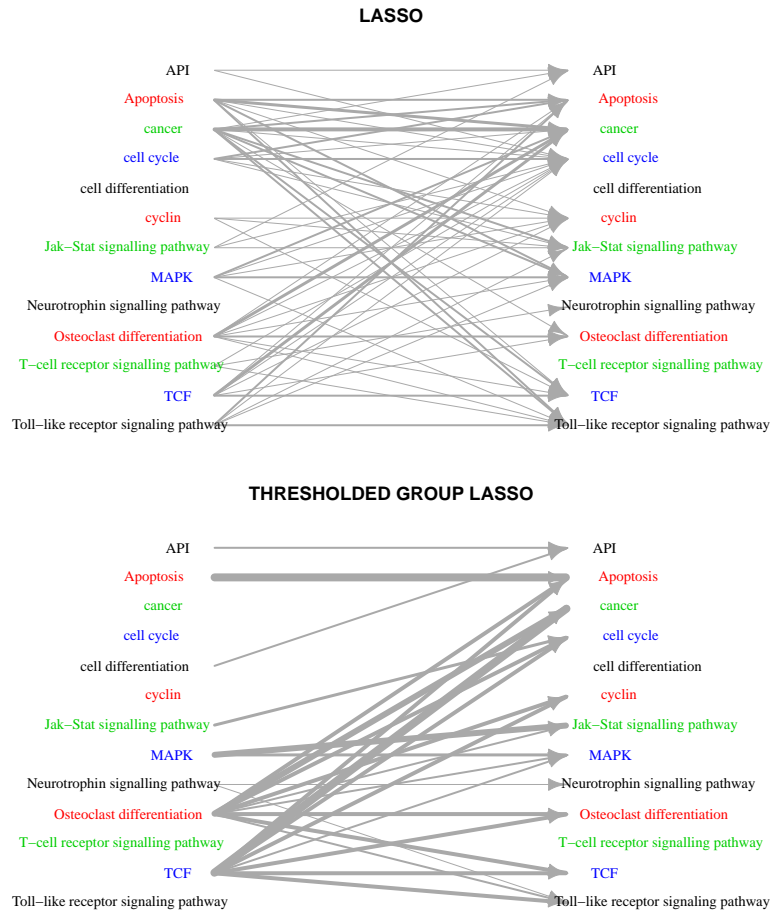 LASSO
API API
Apoptosis Apoptosis
cancer cancer
cell cycle cell cycle
cell differentiation cell differentiation
cyclin cyclin
Jak−Stat signalling pathway Jak−Stat signalling pathway
MAPK MAPK
Neurotrophin signalling pathway Neurotrophin signalling pathway
Osteoclast differentiation Osteoclast differentiation
T−cell receptor signalling pathway T−cell receptor signalling pathway
TCF TCF
Toll−like receptor signaling pathway Toll−like receptor signaling pathway
THRESHOLDED GROUP LASSO
API API
Apoptosis Apoptosis
cancer cancer
cell cycle cell cycle
cell differentiation cell differentiation
cyclin cyclin
Jak−Stat signalling pathway Jak−Stat signalling pathway
MAPK MAPK
Neurotrophin signalling pathway Neurotrophin signalling pathway
Osteoclast differentiation Osteoclast differentiation
T−cell receptor signalling pathway T−cell receptor signalling pathway
TCF TCF
Toll−like receptor signaling pathway Toll−like receptor signaling pathway